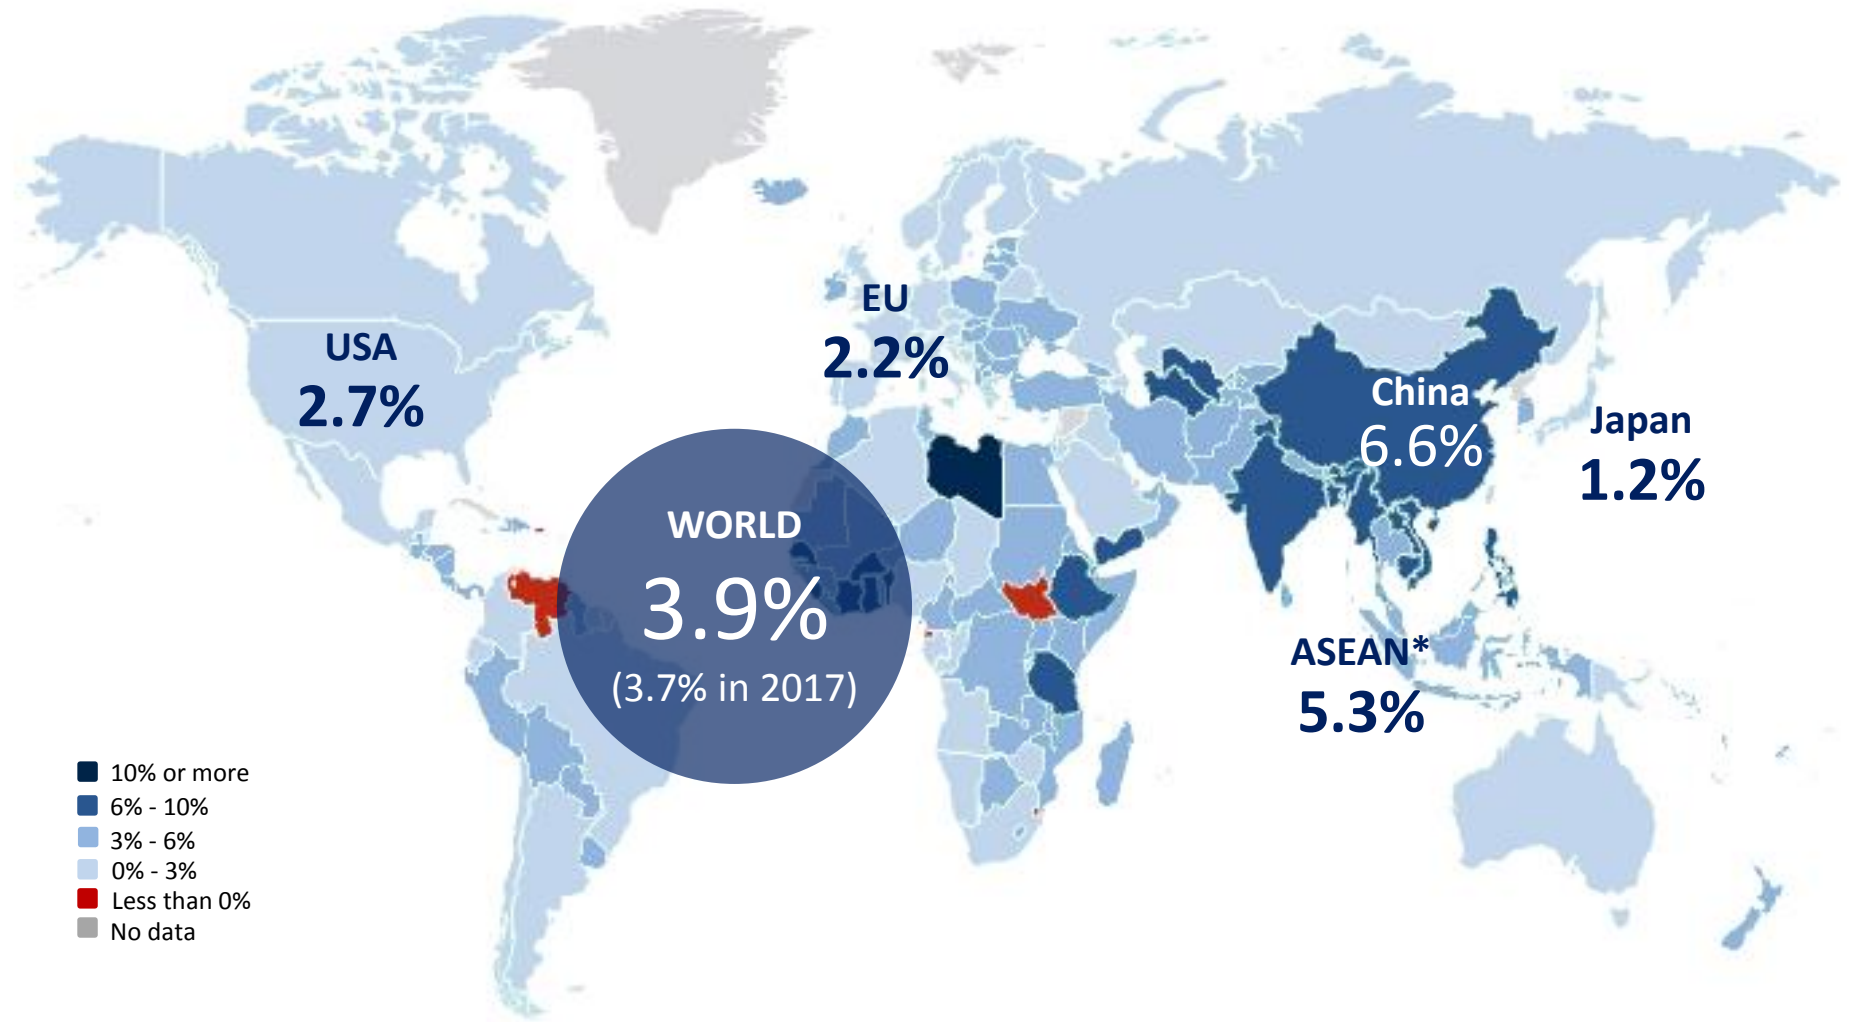 EU
2.2%
USA
2.7%
China
6.6%
Japan
1.2%
WORLD
3.9%
(3.7% in 2017)
ASEAN*
5.3%
10% or more
6% - 10%
3% - 6%
0% - 3%
Less than 0%
No data